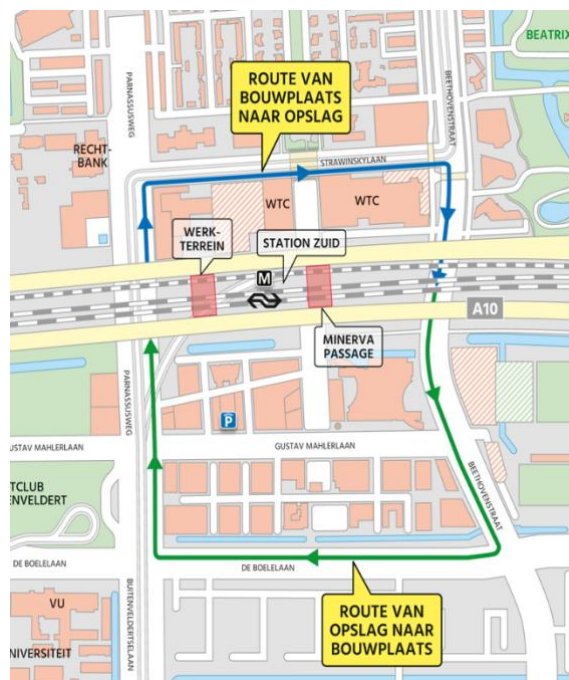 BEATRIX
PARNASSUSWEG
ROUTE VAN
BOUWPLAATS
NAAR OPSLAG
BEETHOVENSTRAAT
RECHT-
BANK
STRAWINSKYLAAN
WTC
WTC
WERK-
TERREIN
STATION ZUID
M
A10
MINERVA
PASSAGE
PARNASSUSWEG
P
USTAV MAHLERLAAN
GUSTAV MAHLERLAAN
BEETHOVENSTRAAT
TCLUB
ENVELDERT
DE BOELELAAN
DE BOELELAAN
BUITENVELDERTSELAAN
VU
NIVERSITEIT
ROUTE VAN
OPSLAG NAAR
BOUWPLAATS